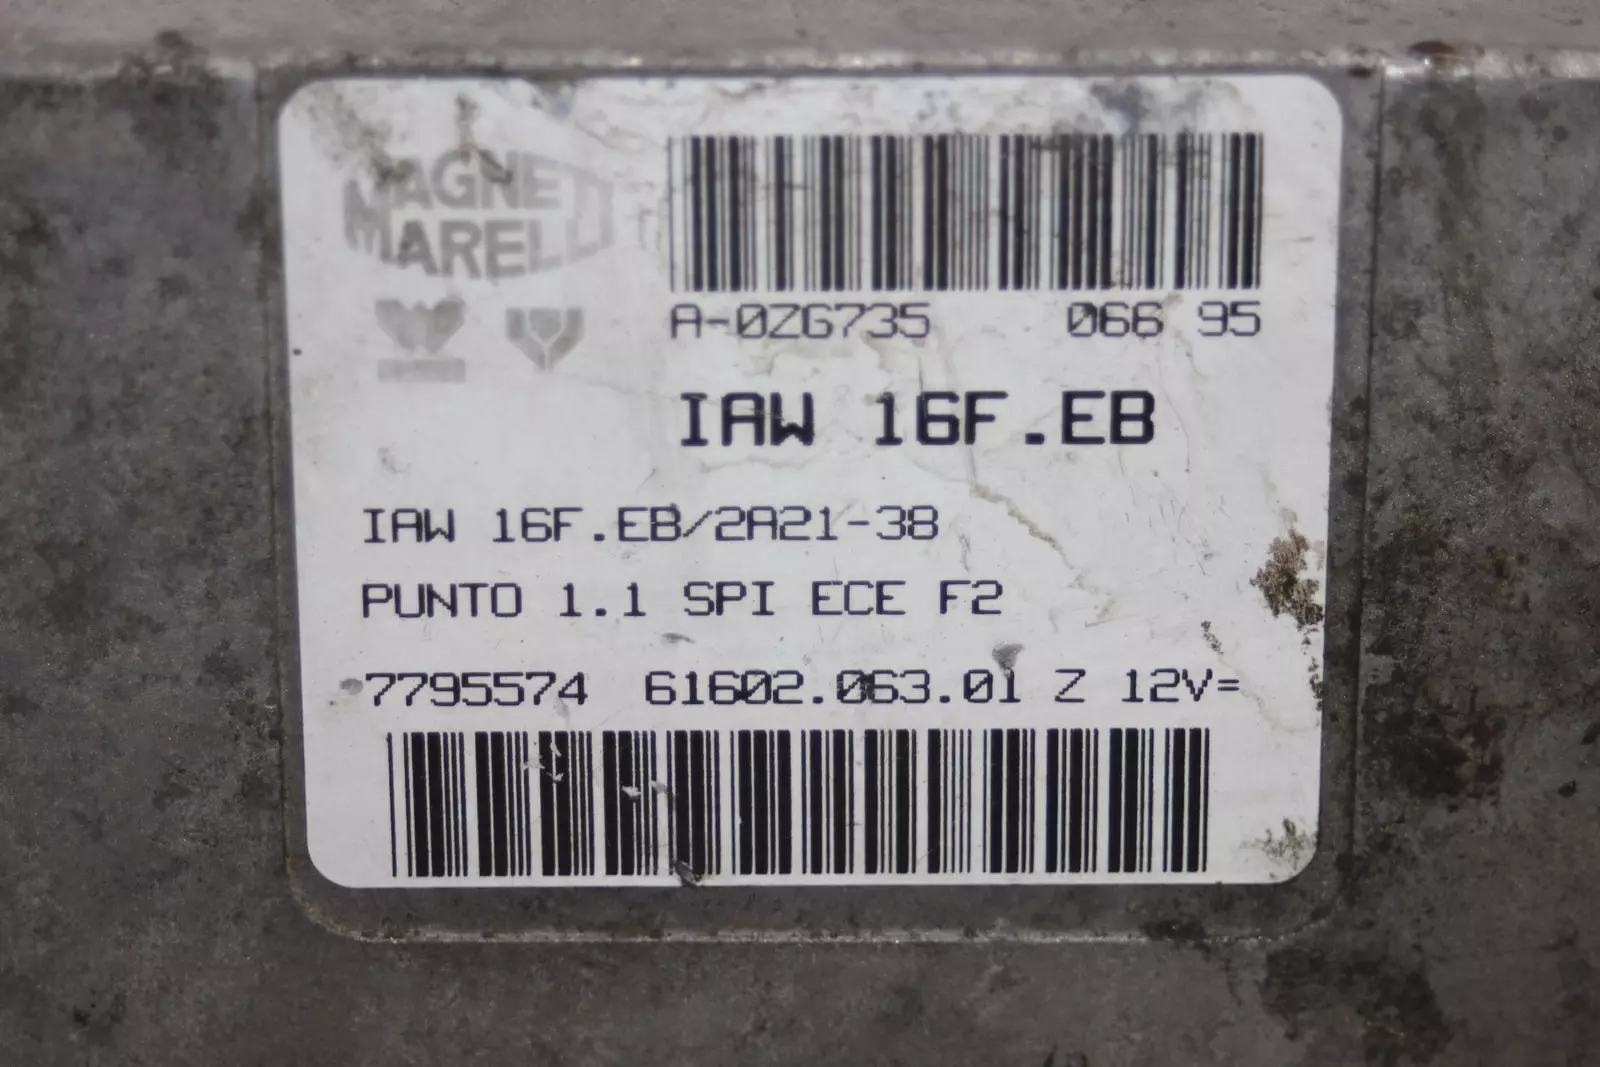 MAGNETI
MARELLI
A-0ZG735 066 95
IAW 16F.EB
IAW 16F.EB/2A21-38
PUNTO 1.1 SPI ECE F2
7795574 61602.063.01 Z 12V=